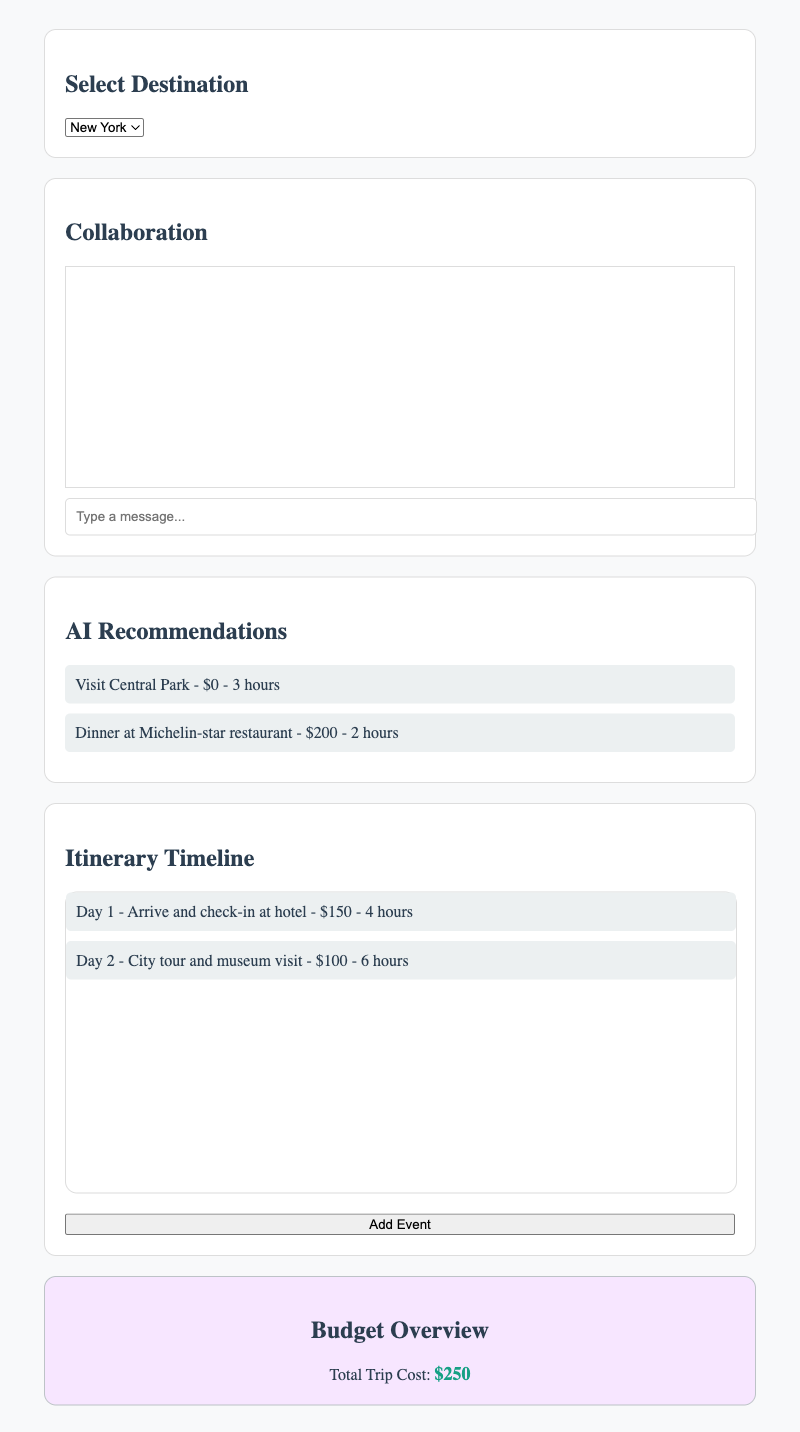 Select Destination
New York
Collaboration
Type a message...
AI Recommendations
Visit Central Park - $0 - 3 hours
Dinner at Michelin-star restaurant - $200 - 2 hours
Itinerary Timeline
Day 1 - Arrive and check-in at hotel - $150 - 4 hours
Day 2 - City tour and museum visit - $100 - 6 hours
Add Event
Budget Overview
Total Trip Cost: $250